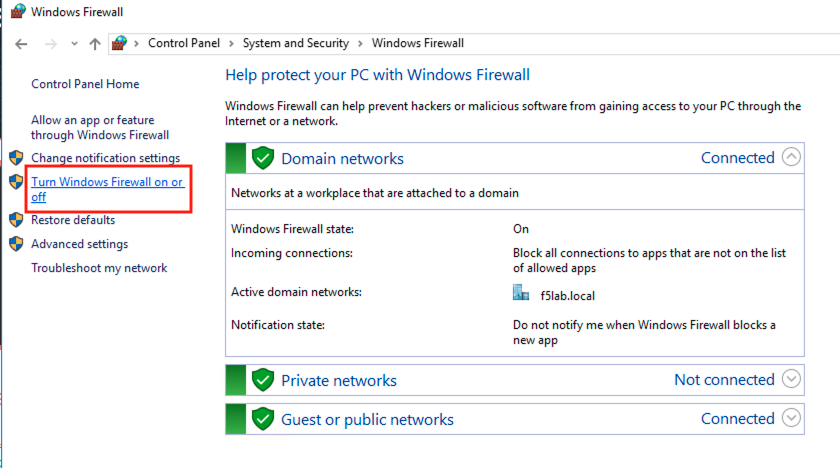 Windows Firewall
Control Panel > System and Security > Windows Firewall
Control Panel Home
Allow an app or feature
through Windows Firewall
Change notification settings
Turn Windows Firewall on or
off
Restore defaults
Advanced settings
Troubleshoot my network
Help protect your PC with Windows Firewall
Windows Firewall can help prevent hackers or malicious software from gaining access to your PC through the
Internet or a network.
Domain networks Connected
Networks at a workplace that are attached to a domain
Windows Firewall state: On
Incoming connections: Block all connections to apps that are not on the list
of allowed apps
Active domain networks: f5lab.local
Notification state: Do not notify me when Windows Firewall blocks a
new app
Private networks Not connected
Guest or public networks Connected